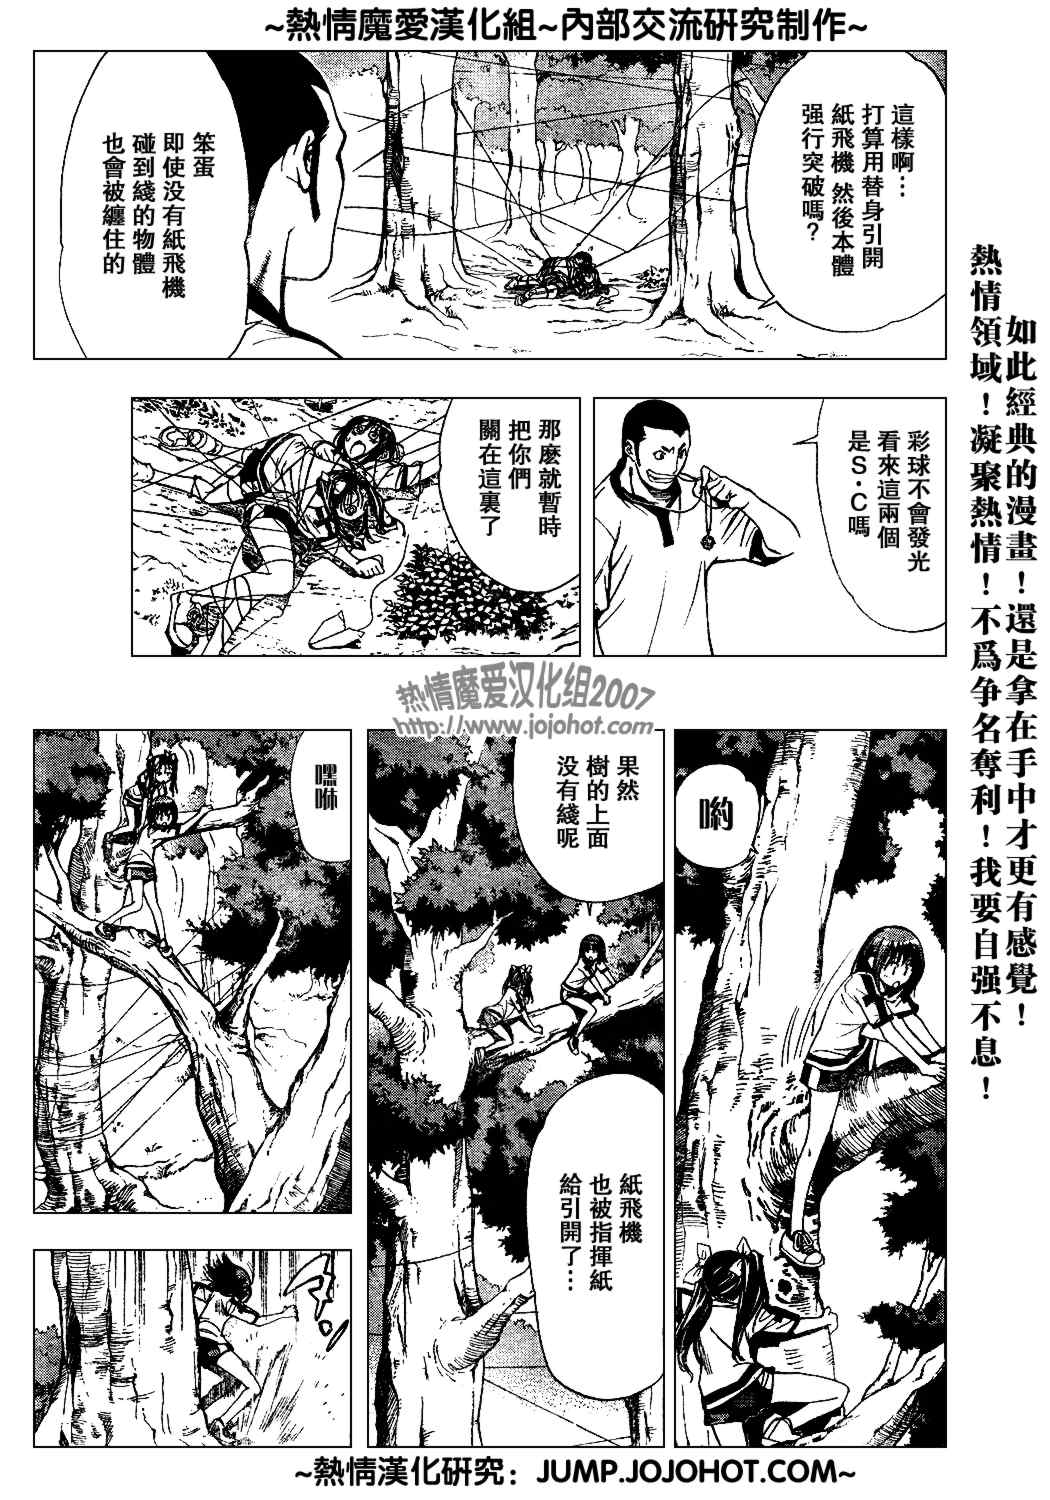 ~熱情魔愛漢化組~內部交流研究制作~
這樣啊…
打算用替身引開
紙飛機 然後本體
强行突破嗎?
笨蛋
即使没有紙飛機
碰到綫的物體
也會被纏住的
彩球不會發光
看來這兩個
是S·C嗎
那麽就暫時
把你們
關在這裏了
热情魔爱汉化组2007
http://www.jojohot.com
喲
果然
樹的上面
没有綫呢
紙飛機
也被指揮紙
給引開了…
嘿咻
如此經典的漫畫!還是拿在手中才更有感覺!
熱情領域!凝聚熱情!不爲争名奪利!我要自强不息!
~熱情漢化研究：JUMP.JOJOHOT.COM~